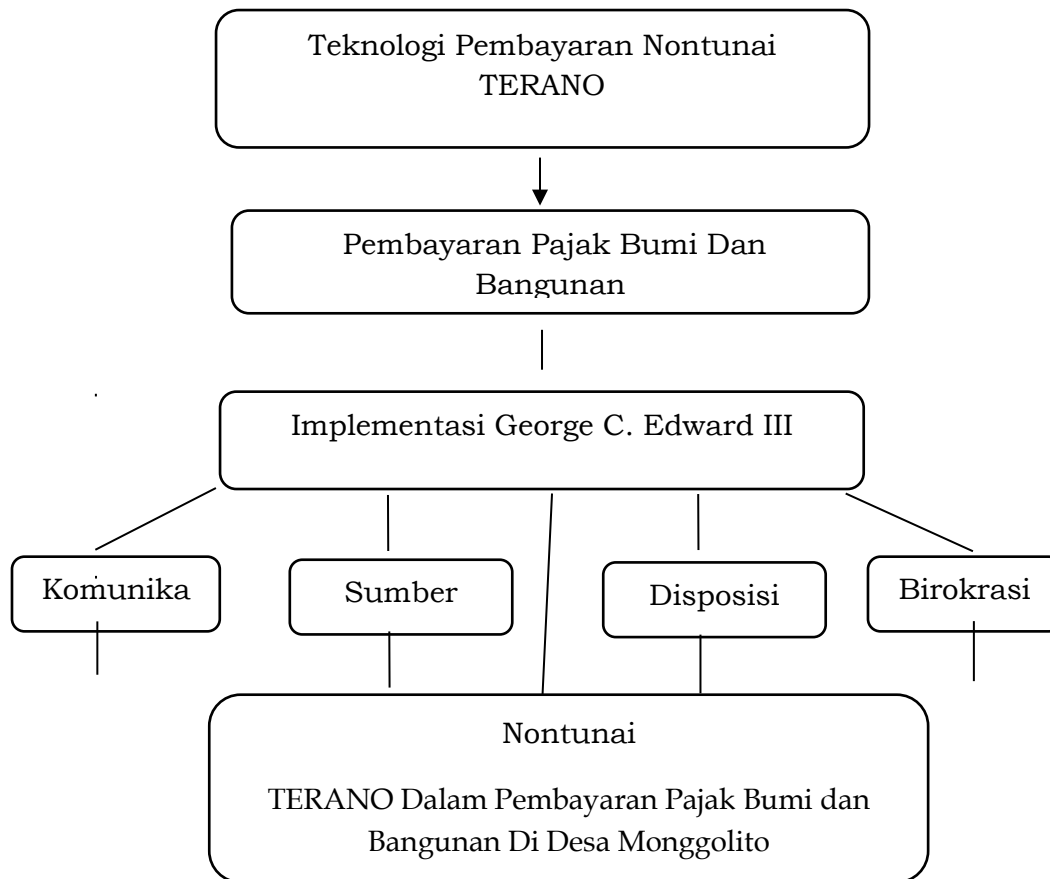 Teknologi Pembayaran Nontunai
TERANO
Pembayaran Pajak Bumi Dan
Bangunan
Implementasi George C. Edward III
Komunika
Sumber
Disposisi
Birokrasi
Nontunai
TERANO Dalam Pembayaran Pajak Bumi dan
Bangunan Di Desa Monggolito